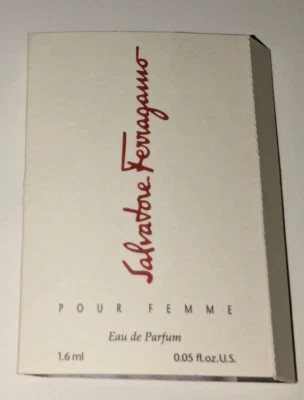 Salvatore Ferragamo
POUR FEMME
Eau de Parfum
1.6 ml 0.05 fl.oz.U.S.